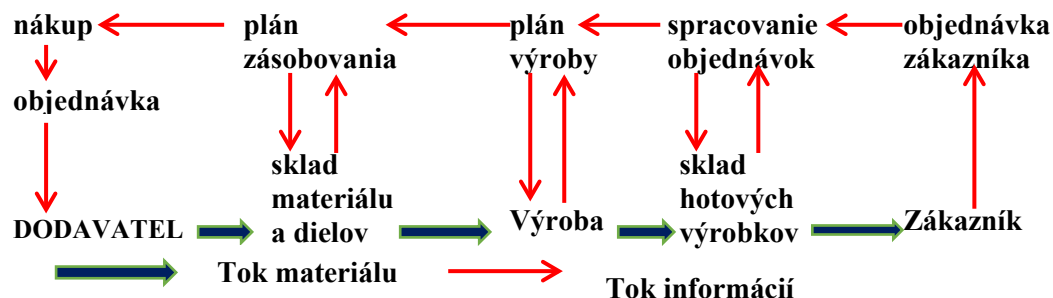 nákup
plán
zásobovania
plán
výroby
spracovanie
objednávok
objednávka
zákazníka
objednávka
sklad
materiálu
a dielov
sklad
hotových
výrobkov
DODAVATEL
Výroba
Zákazník
Tok materiálu
Tok informácií